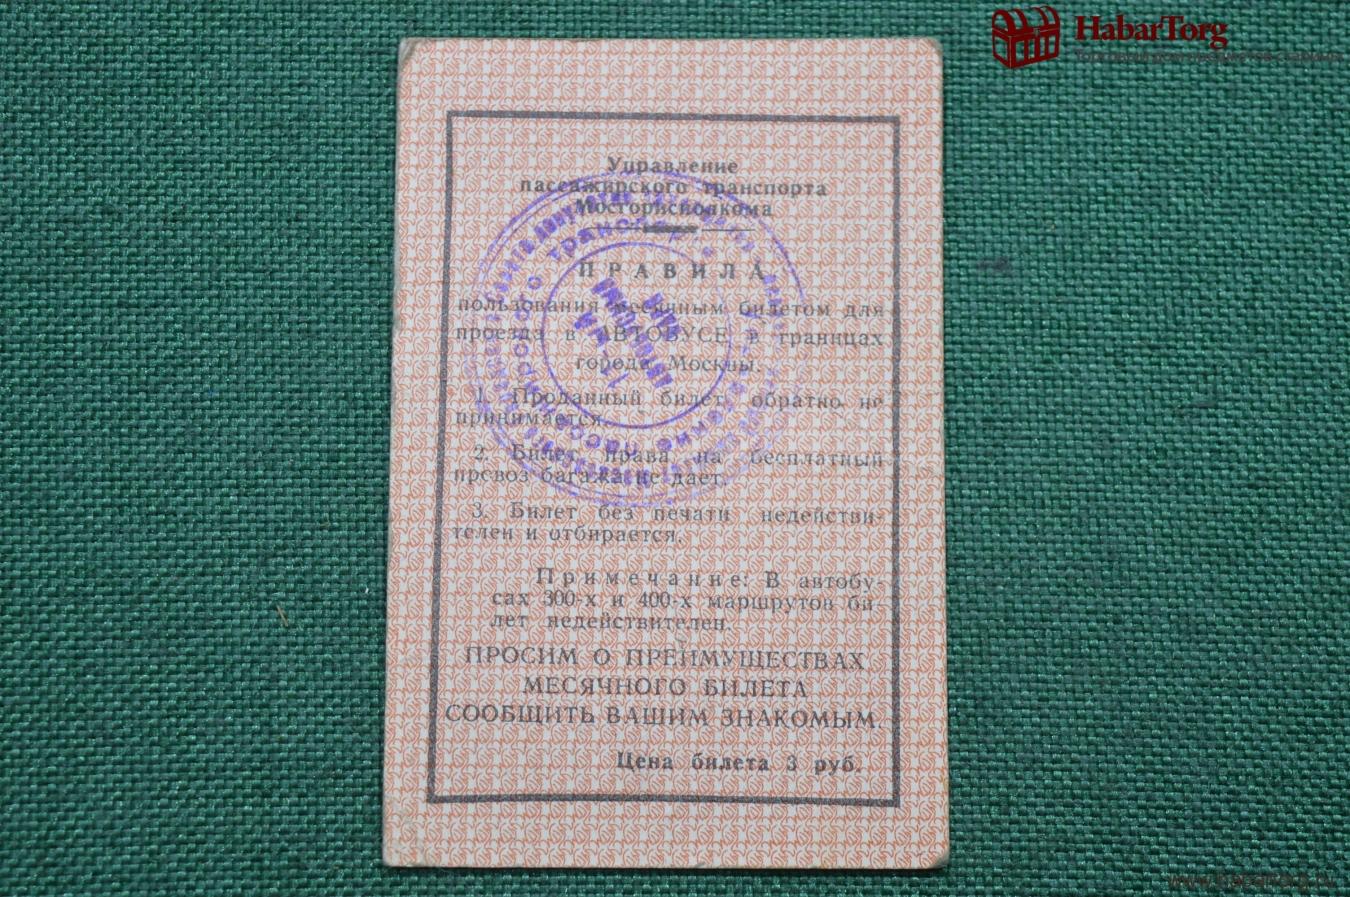 HabarTorg
Управление
пассажирского транспорта
Мосгорисполкома
ПРАВИЛА
пользования месячным билетом для
проезда в АВТОБУСЕ в границах
города Москвы.
1. Проданный билет обратно не
принимается.
2. Билет права на бесплатный
провоз багажа не дает.
3. Билет без печати недействи-
телен и отбирается.
Примечание: В автобу-
сах 300-х и 400-х маршрутов би-
лет недействителен.
ПРОСИМ О ПРЕИМУЩЕСТВАХ
МЕСЯЧНОГО БИЛЕТА
СООБЩИТЬ ВАШИМ ЗНАКОМЫМ.
Цена билета 3 руб.
www.habartorg.ru